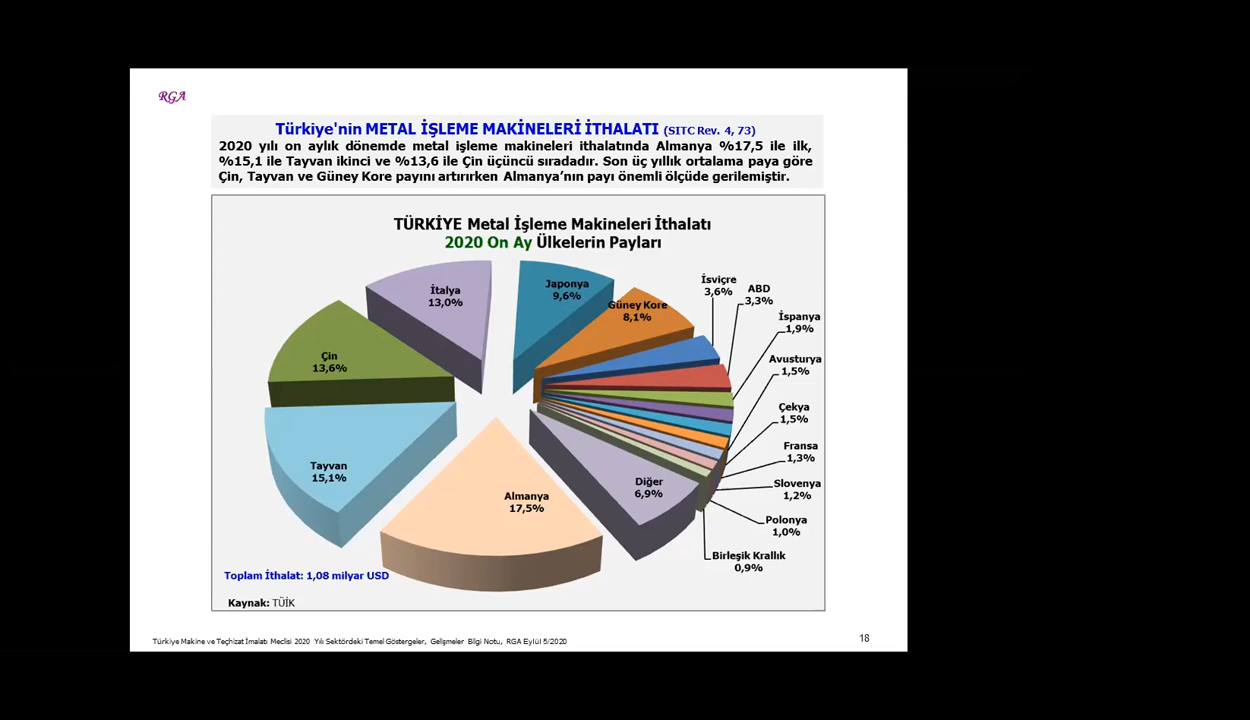 RGA
Türkiye'nin METAL İŞLEME MAKİNELERİ İTHALATI (SITC Rev. 4, 73)
2020 yılı on aylık dönemde metal işleme makineleri ithalatında Almanya %17,5 ile ilk,
%15,1 ile Tayvan ikinci ve %13,6 ile Çin üçüncü sıradadır. Son üç yıllık ortalama paya göre
Çin, Tayvan ve Güney Kore payını artırırken Almanya’nın payı önemli ölçüde gerilemiştir.
TÜRKİYE Metal İşleme Makineleri İthalatı
2020 On Ay Ülkelerin Payları
Japonya
9,6%
Güney Kore
8,1%
İsviçre
3,6%
ABD
3,3%
İspanya
1,9%
Avusturya
1,5%
Çekya
1,5%
Fransa
1,3%
Slovenya
1,2%
Polonya
1,0%
Birleşik Krallık
0,9%
Diğer
6,9%
Almanya
17,5%
Tayvan
15,1%
Çin
13,6%
İtalya
13,0%
Toplam İthalat: 1,08 milyar USD
Kaynak: TÜİK
Türkiye Makine ve Teçhizat İmalatı Meclisi 2020 Yılı Sektördeki Temel Göstergeler, Gelişmeler Bilgi Notu, RGA Eylül 5/2020
18